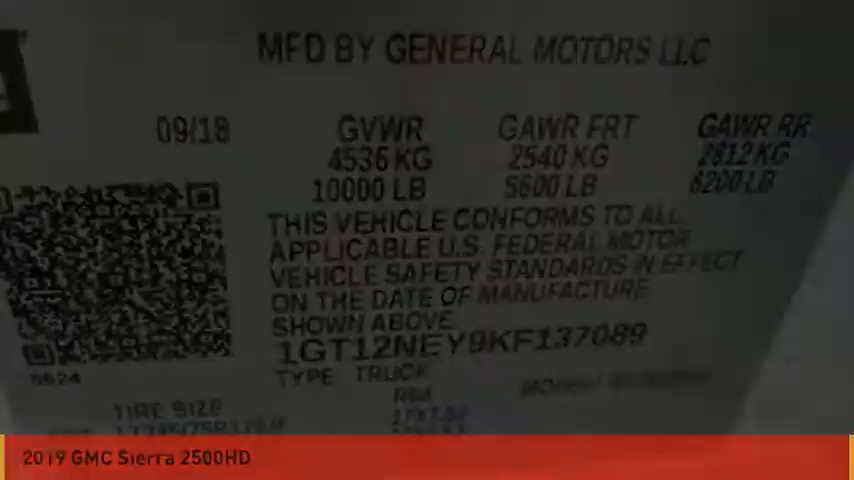 MFD BY GENERAL MOTORS LLC
09/18 GVWR GAWR FRT GAWR RR
4536 KG 2540 KG 2812 KG
10000 LB 5600 LB 6200 LB
THIS VEHICLE CONFORMS TO ALL
APPLICABLE U.S. FEDERAL MOTOR
VEHICLE SAFETY STANDARDS IN EFFECT
ON THE DATE OF MANUFACTURE
SHOWN ABOVE
1GT12NEY9KF137089
TYPE TRUCK
TIRE SIZE RIM
2019 GMC Sierra 2500HD